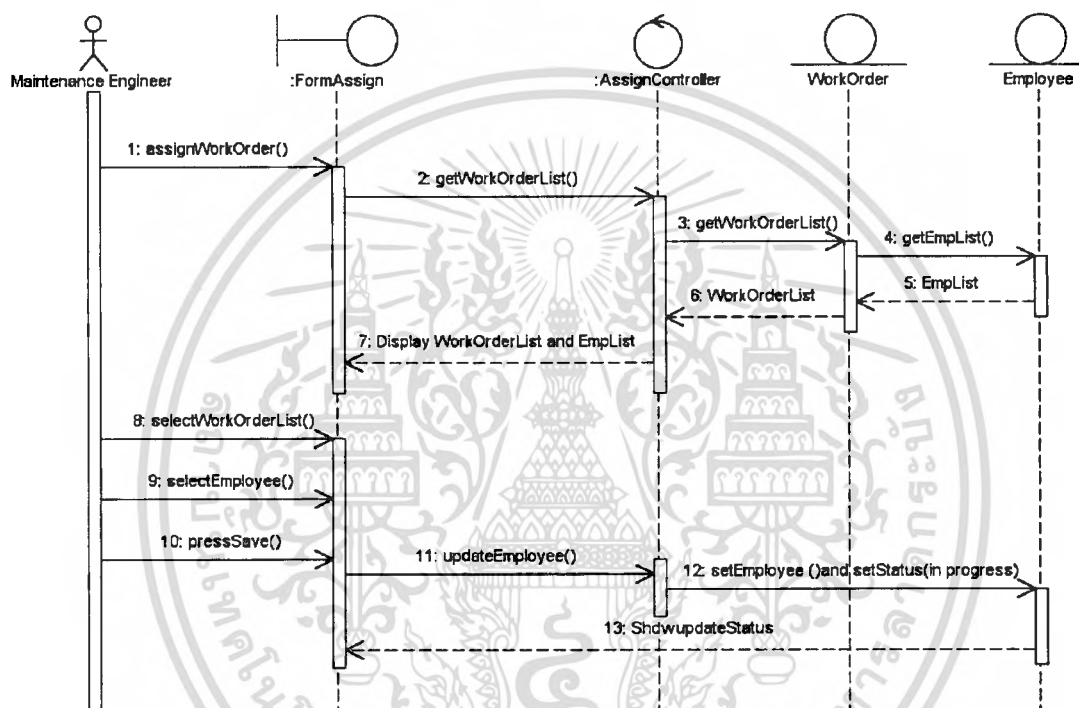 Maintenance Engineer
:FormAssign
:AssignController
WorkOrder
Employee
1: assignWorkOrder()
2: getWorkOrderList()
3: getWorkOrderList()
4: getEmpList()
5: EmpList
6: WorkOrderList
7: Display WorkOrderList and EmpList
8: selectWorkOrderList()
9: selectEmployee()
10: pressSave()
11: updateEmployee()
12: setEmployee ()and setStatus(in progress)
13: ShdwupdateStatus